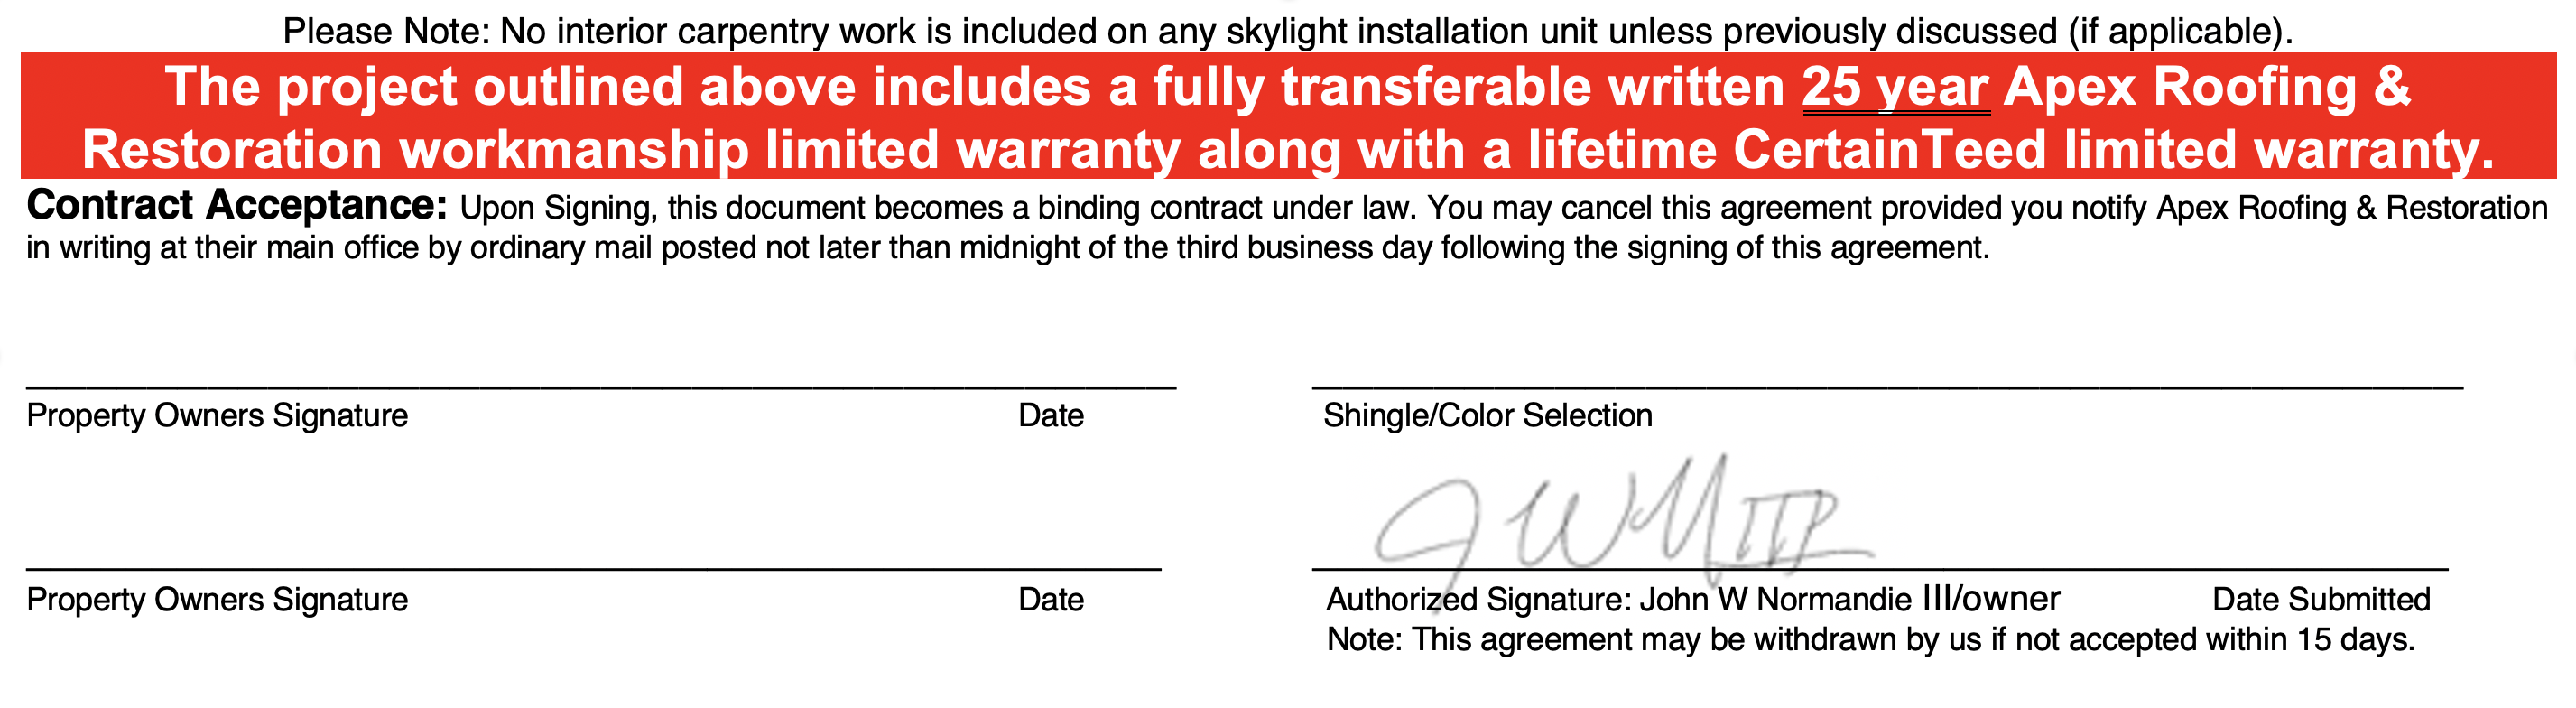 Please Note: No interior carpentry work is included on any skylight installation unit unless previously discussed (if applicable).
The project outlined above includes a fully transferable written 25 year Apex Roofing &
Restoration workmanship limited warranty along with a lifetime CertainTeed limited warranty.
Contract Acceptance: Upon Signing, this document becomes a binding contract under law. You may cancel this agreement provided you notify Apex Roofing & Restoration
in writing at their main office by ordinary mail posted not later than midnight of the third business day following the signing of this agreement.
Property Owners Signature Date
Shingle/Color Selection
Property Owners Signature Date
Authorized Signature: John W Normandie III/owner Date Submitted
Note: This agreement may be withdrawn by us if not accepted within 15 days.